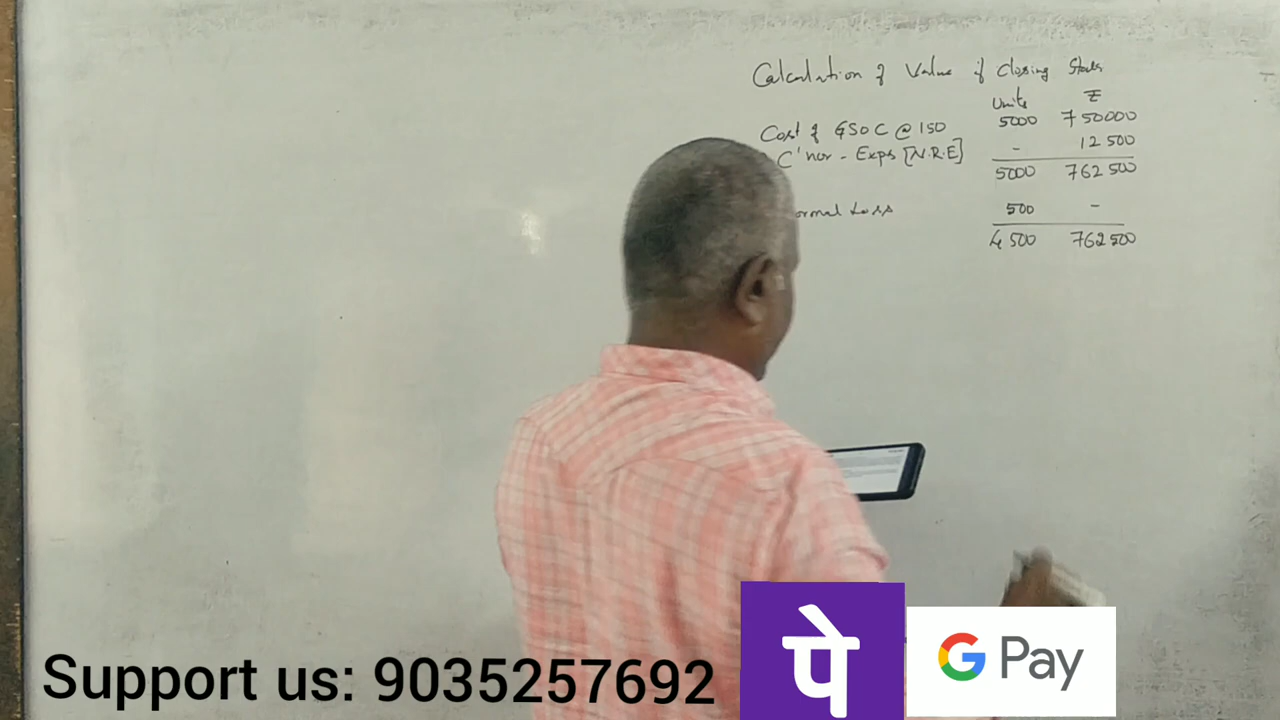 Calculation of Value of Closing Stock
Units ₹
Cost of GSOC @ 150 5000 750000
C'nor - Exps [N.R.E] - 12500
5000 762500
ormal Loss 500 -
4500 762500
Support us: 9035257692
पे
G Pay